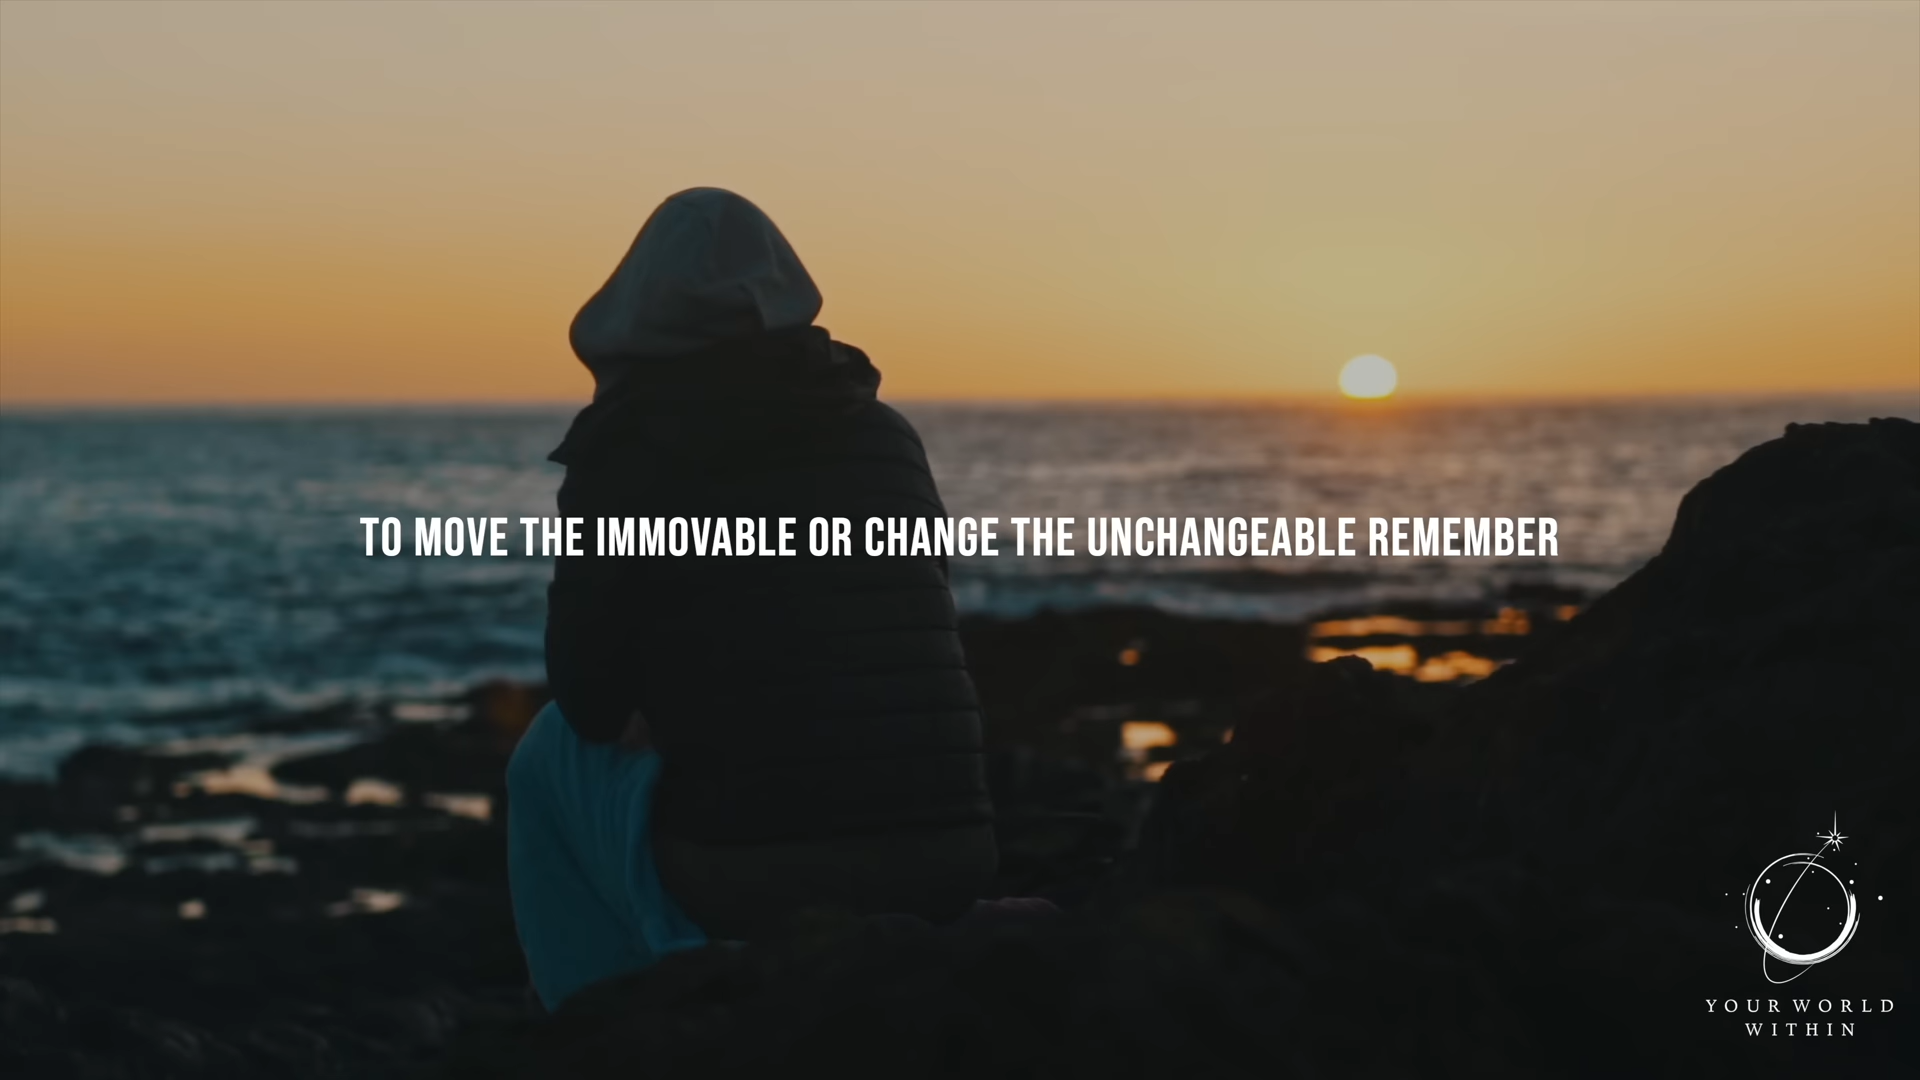 TO MOVE THE IMMOVABLE OR CHANGE THE UNCHANGEABLE REMEMBER
YOUR WORLD
WITHIN